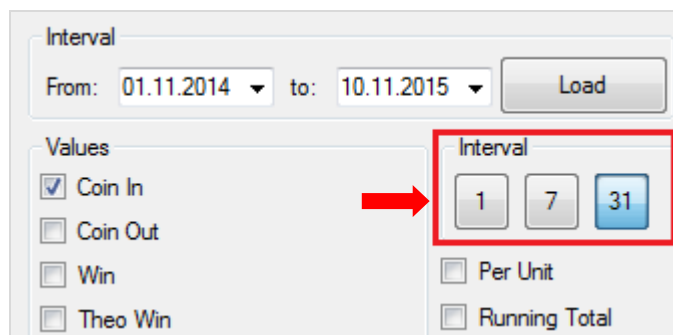 Interval
From: 01.11.2014 to: 10.11.2015 Load
Values
Coin In
Coin Out
Win
Theo Win
Interval
1 7 31
Per Unit
Running Total